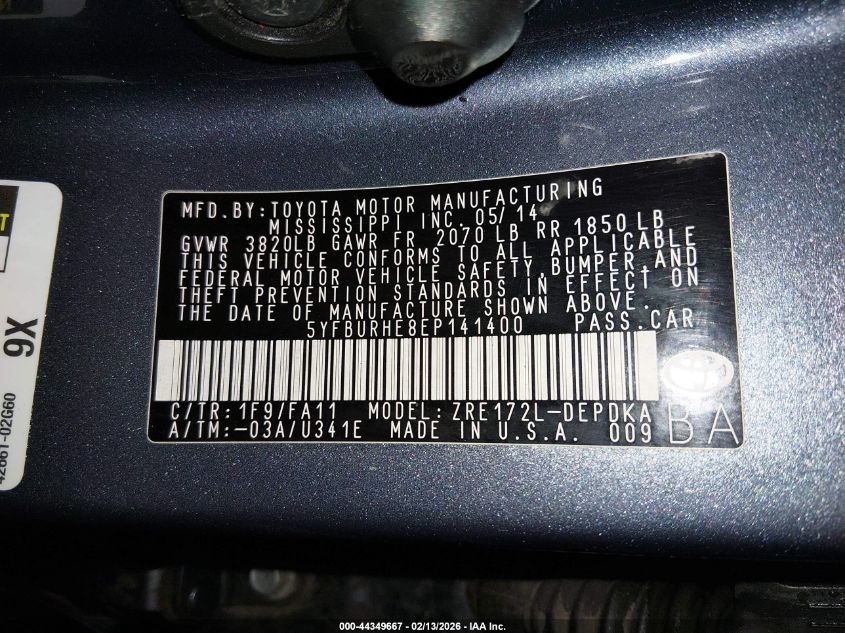 MFD.BY:TOYOTA MOTOR MANUFACTURING
MISSISSIPPI INC. 05/14
GVWR 3820LB GAWR FR 2070 LB RR 1850 LB
THIS VEHICLE CONFORMS TO ALL APPLICABLE
FEDERAL MOTOR VEHICLE SAFETY,BUMPER,AND
THEFT PREVENTION STANDARDS IN EFFECT ON
THE DATE OF MANUFACTURE SHOWN ABOVE.
5YFBURHE8EP141400 PASS.CAR
C/TR:1F9/FA11 MODEL: ZRE172L-DEPDKA
A/TM:-03A/U341E MADE IN U.S.A. 009
BA
9X
42661-02G60
000-44349667 - 02/13/2026 - IAA Inc.